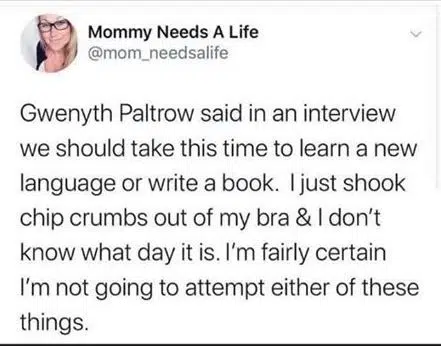 Mommy Needs A Life
@mom_needsalife
Gwenyth Paltrow said in an interview
we should take this time to learn a new
language or write a book.  I just shook
chip crumbs out of my bra & I don't
know what day it is. I'm fairly certain
I'm not going to attempt either of these
things.